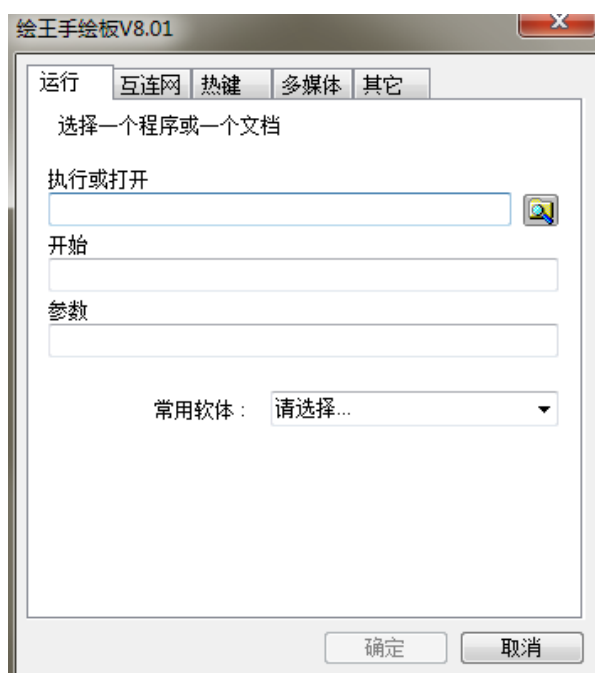 绘王手绘板V8.01
运行 互连网 热键 多媒体 其它
选择一个程序或一个文档
执行或打开
开始
参数
常用软体： 请选择...
确定 取消